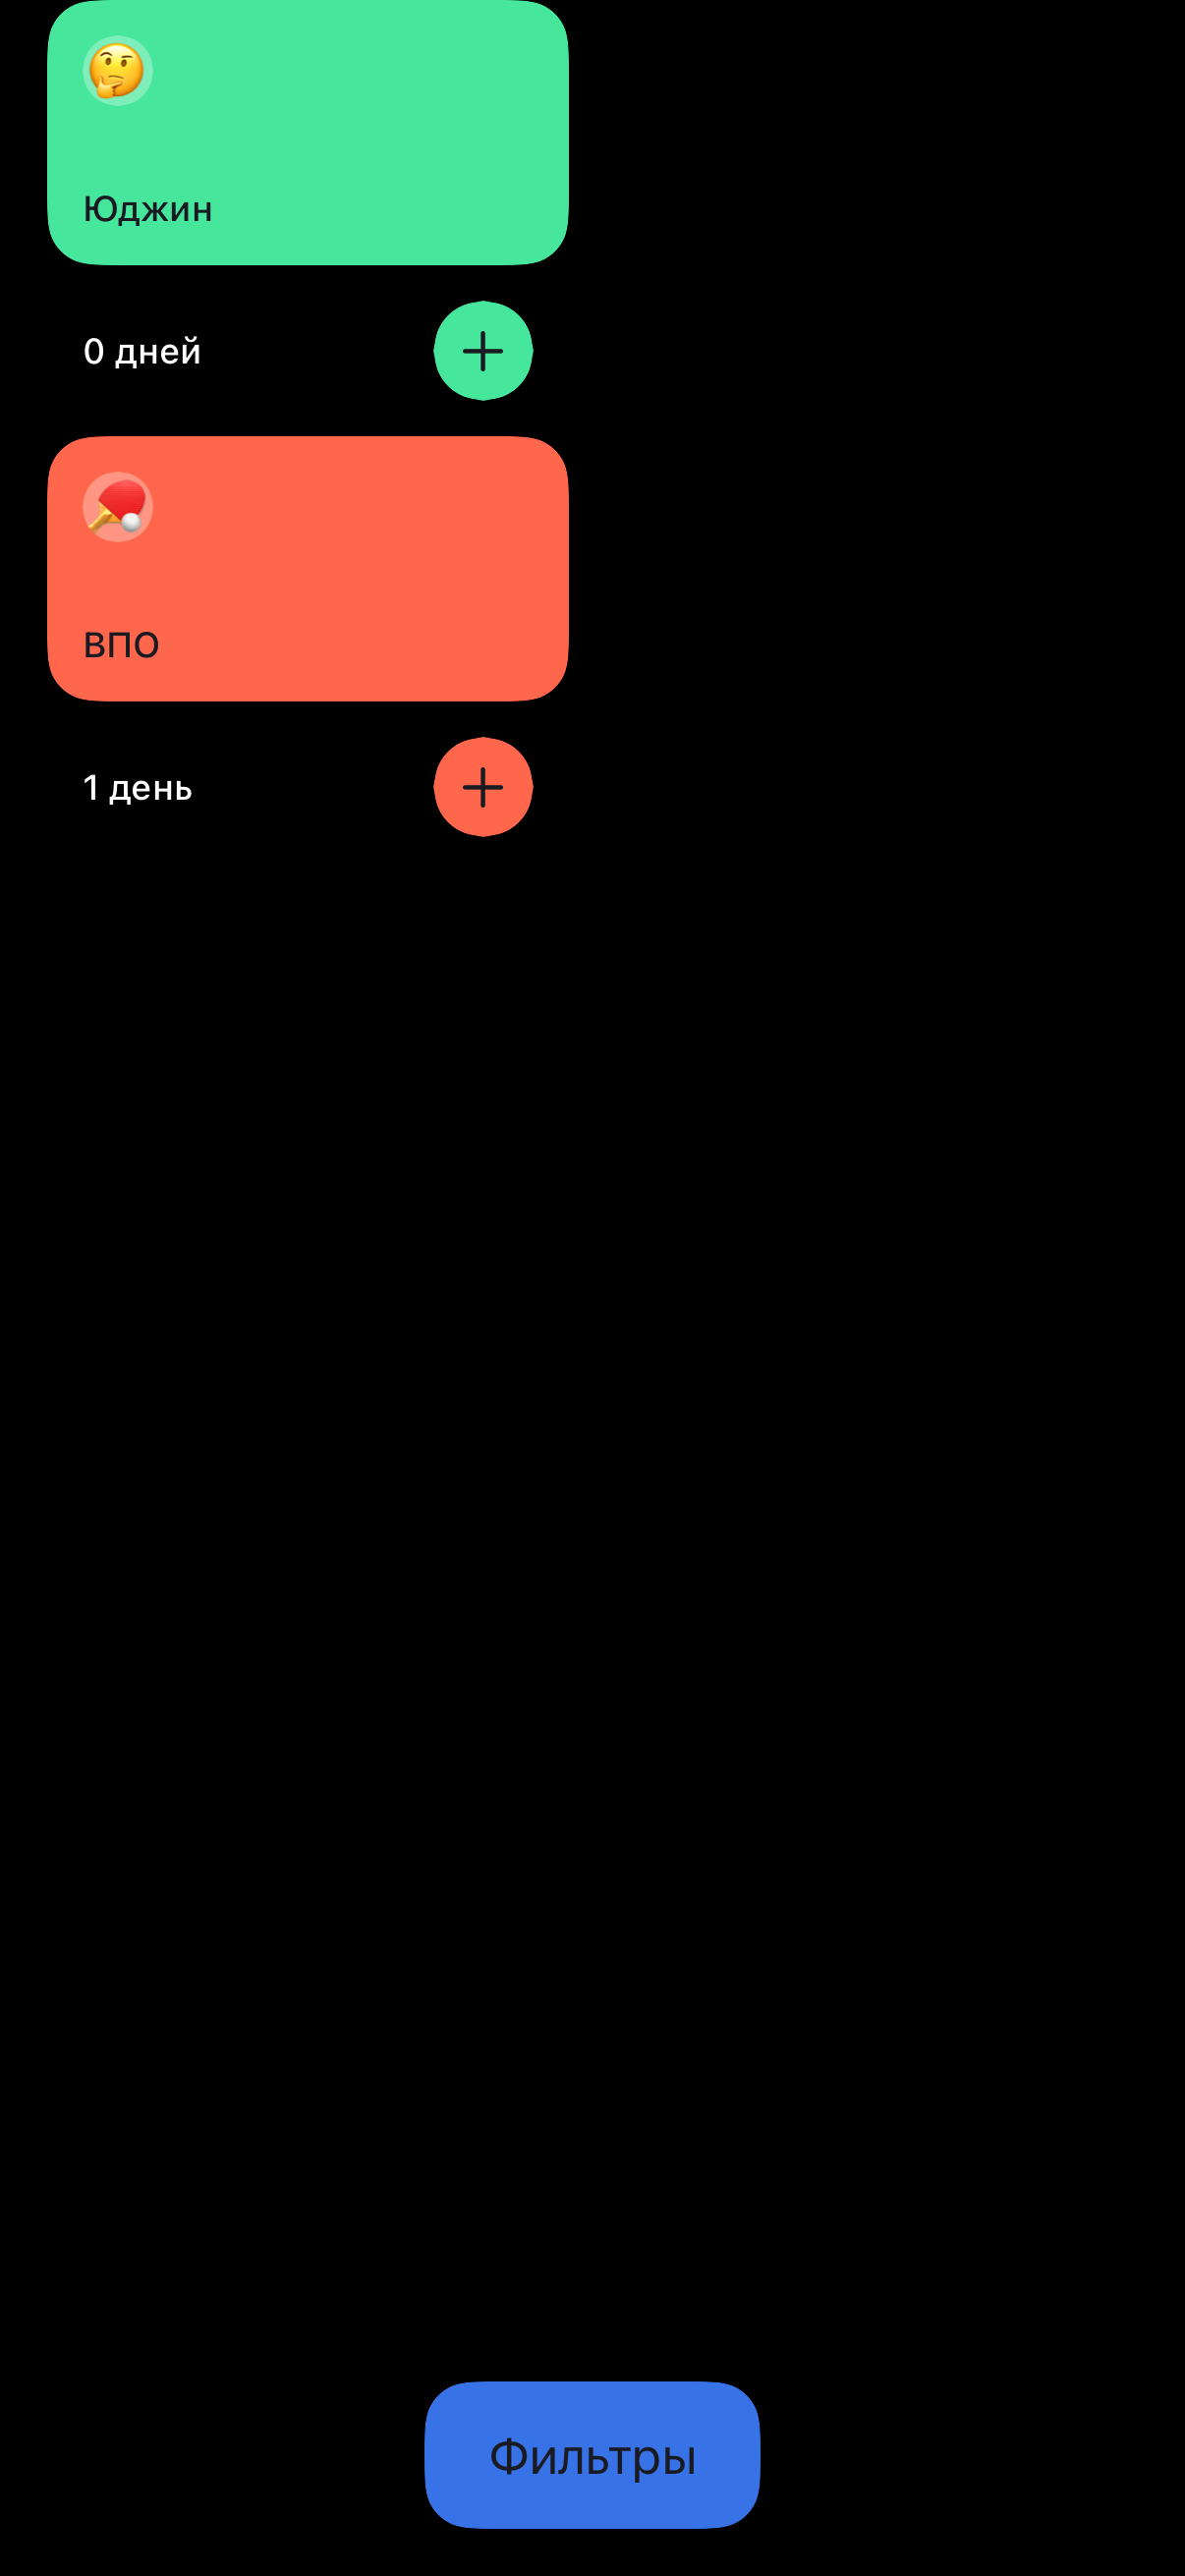 Юджин
0 дней
ВПО
1 день
Фильтры